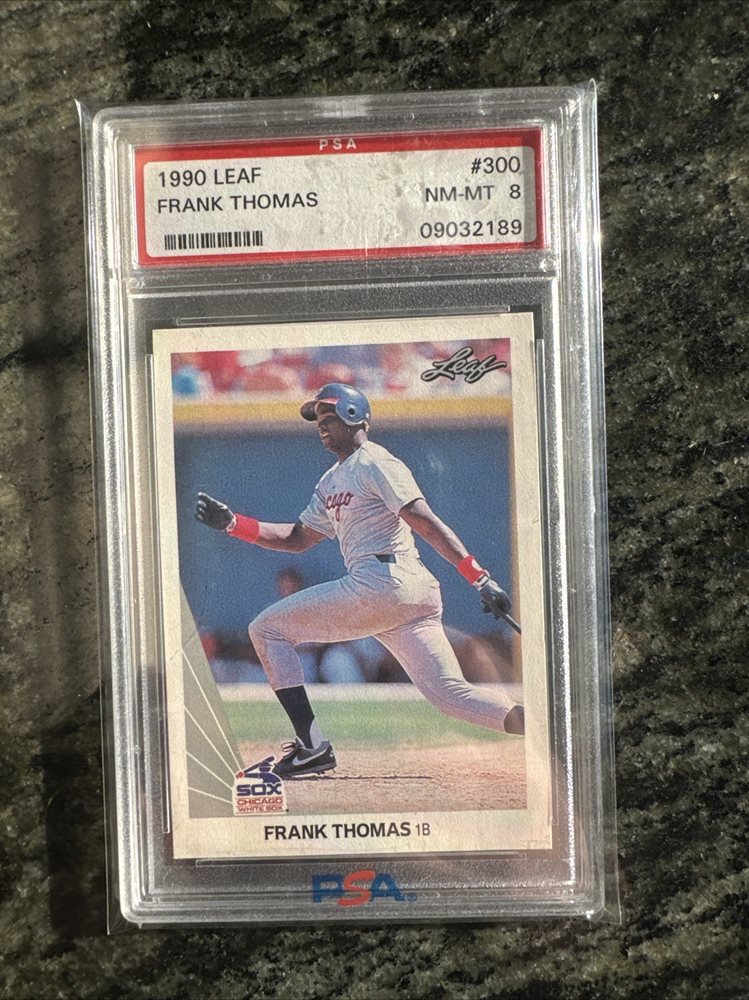 PSA
1990 LEAF #300
FRANK THOMAS NM-MT 8
09032189
Leaf
cago
SOX
CHICAGO
WHITE SOX
FRANK THOMAS 1B
PSA